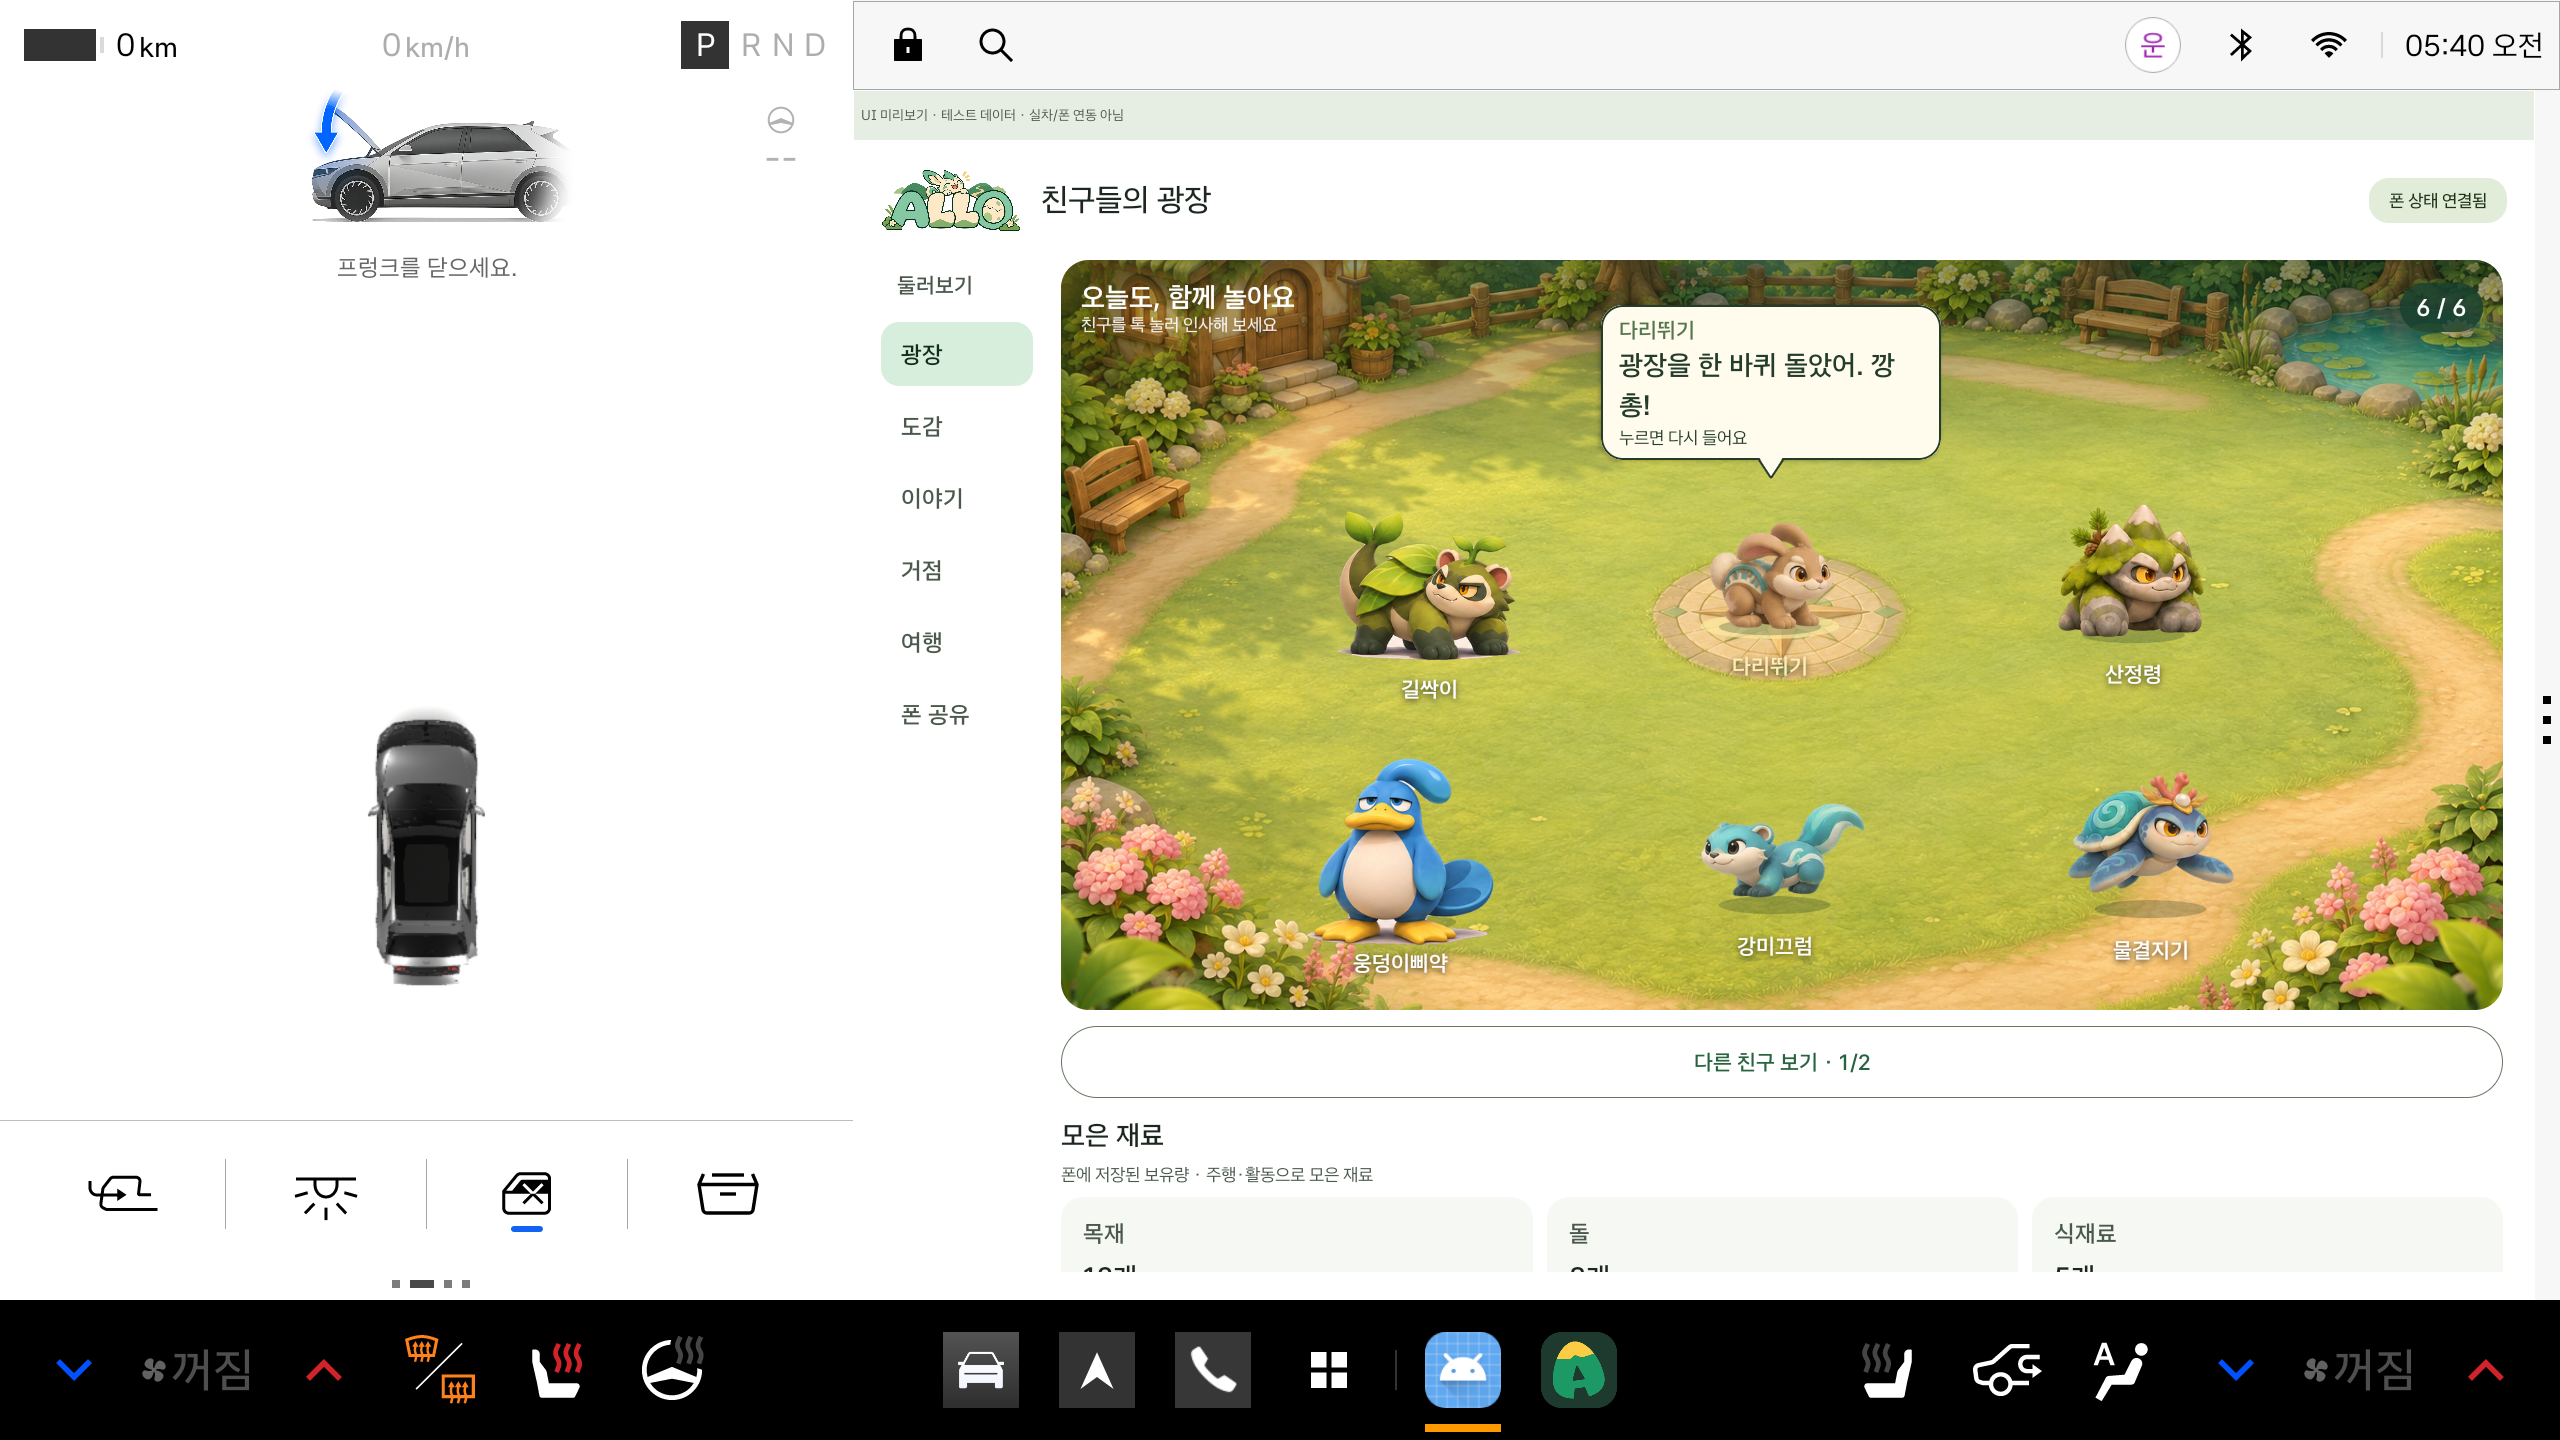 0 km
0 km/h
P R N D
운
05:40 오전
프렁크를 닫으세요.
UI 미리보기 · 테스트 데이터 · 실차/폰 연동 아님
ALLO
친구들의 광장
폰 상태 연결됨
둘러보기
광장
도감
이야기
거점
여행
폰 공유
오늘도, 함께 놀아요
친구를 톡 눌러 인사해 보세요
6 / 6
다리뛰기
광장을 한 바퀴 돌았어. 깡
총!
누르면 다시 들어요
길싹이
다리뛰기
산정령
웅덩이삐약
강미끄럼
물결지기
다른 친구 보기 · 1/2
모은 재료
폰에 저장된 보유량 · 주행·활동으로 모은 재료
목재
돌
식재료
꺼짐
A
꺼짐